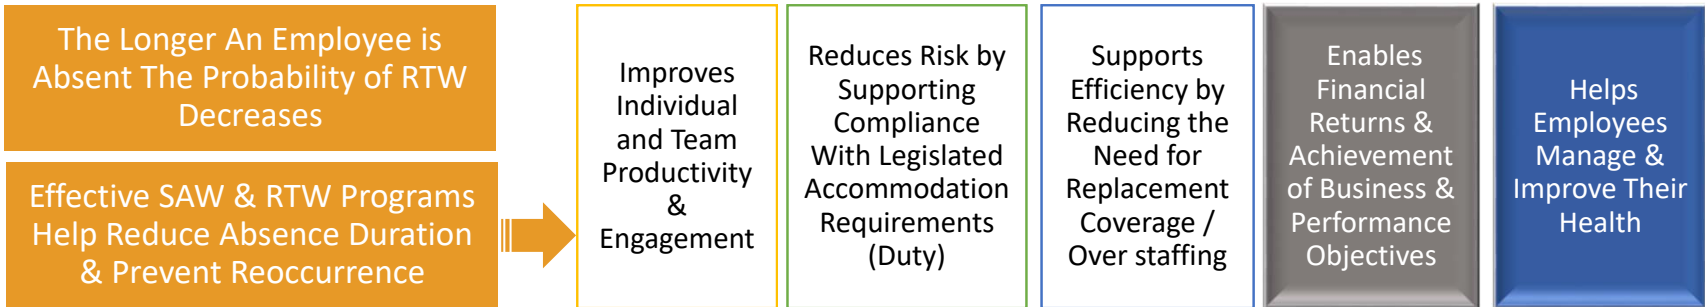 The Longer An Employee is
Absent The Probability of RTW
Decreases
Effective SAW & RTW Programs
Help Reduce Absence Duration
& Prevent Reoccurrence
Improves
Individual
and Team
Productivity
&
Engagement
Reduces Risk by
Supporting
Compliance
With Legislated
Accommodation
Requirements
(Duty)
Supports
Efficiency by
Reducing the
Need for
Replacement
Coverage /
Over staffing
Enables
Financial
Returns &
Achievement
of Business &
Performance
Objectives
Helps
Employees
Manage &
Improve Their
Health